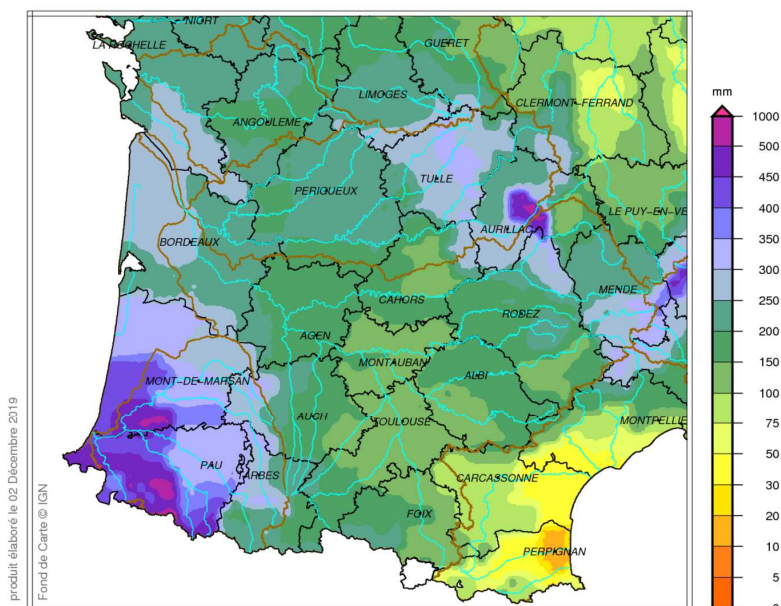 NIORT
LA ROCHELLE
GUERET
LIMOGES
CLERMONT-FERRAND
ANGOULEME
TULLE
PERIGUEUX
LE PUY-EN-VE
AURILLAC
BORDEAUX
MENDE
CAHORS
RODEZ
AGEN
MONTAUBAN
ALBI
MONT-DE-MARSAN
AUCH
TOULOUSE
MONTPELLIE
PAU
TARBES
CARCASSONNE
FOIX
PERPIGNAN
mm
1000
500
450
400
350
300
250
200
150
100
75
50
30
20
10
5
0
produit élaboré le 02 Décembre 2019
Fond de Carte © IGN